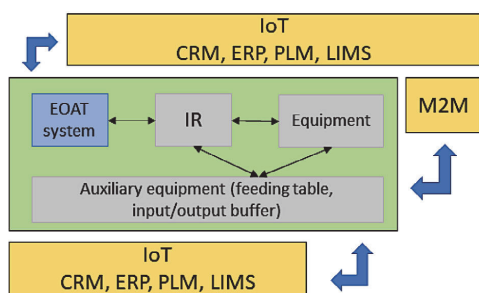 IoT
CRM, ERP, PLM, LIMS
EOAT
system
IR
Equipment
M2M
Auxiliary equipment (feeding table,
input/output buffer)
IoT
CRM, ERP, PLM, LIMS